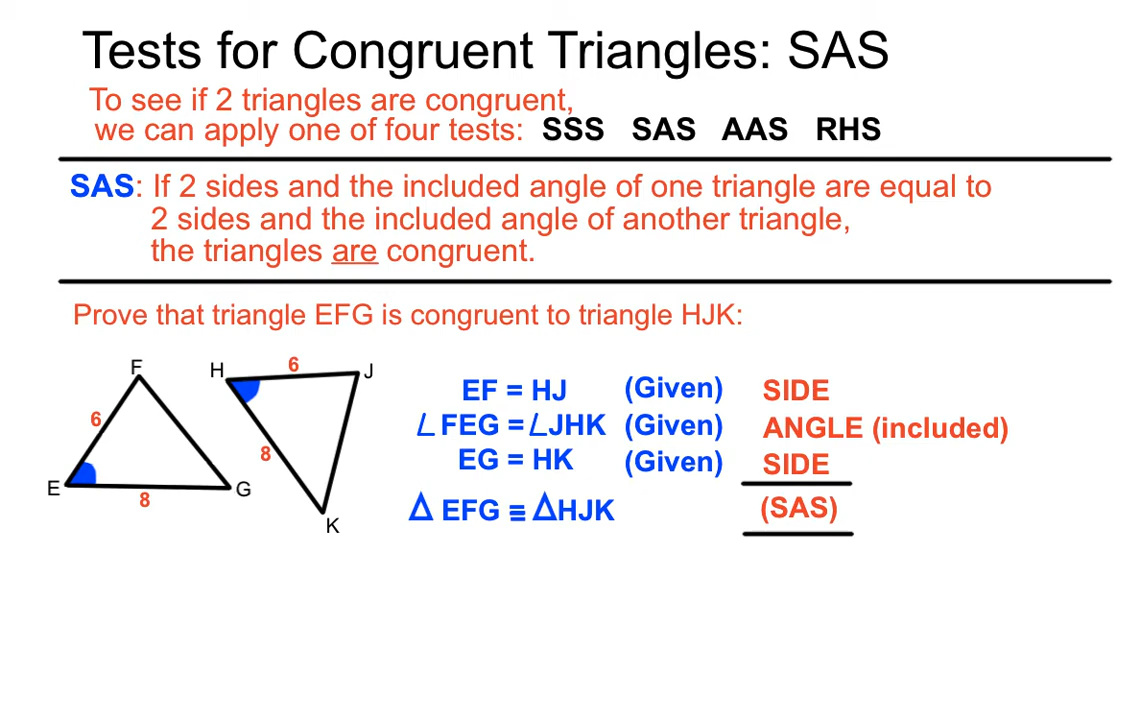 Tests for Congruent Triangles: SAS
To see if 2 triangles are congruent,
we can apply one of four tests: SSS SAS AAS RHS
SAS: If 2 sides and the included angle of one triangle are equal to
2 sides and the included angle of another triangle,
the triangles are congruent.
Prove that triangle EFG is congruent to triangle HJK:
F
H
6
J
6
8
E
8
G
K
EF = HJ (Given) SIDE
∠FEG = ∠JHK (Given) ANGLE (included)
EG = HK (Given) SIDE
Δ EFG ≡ ΔHJK (SAS)